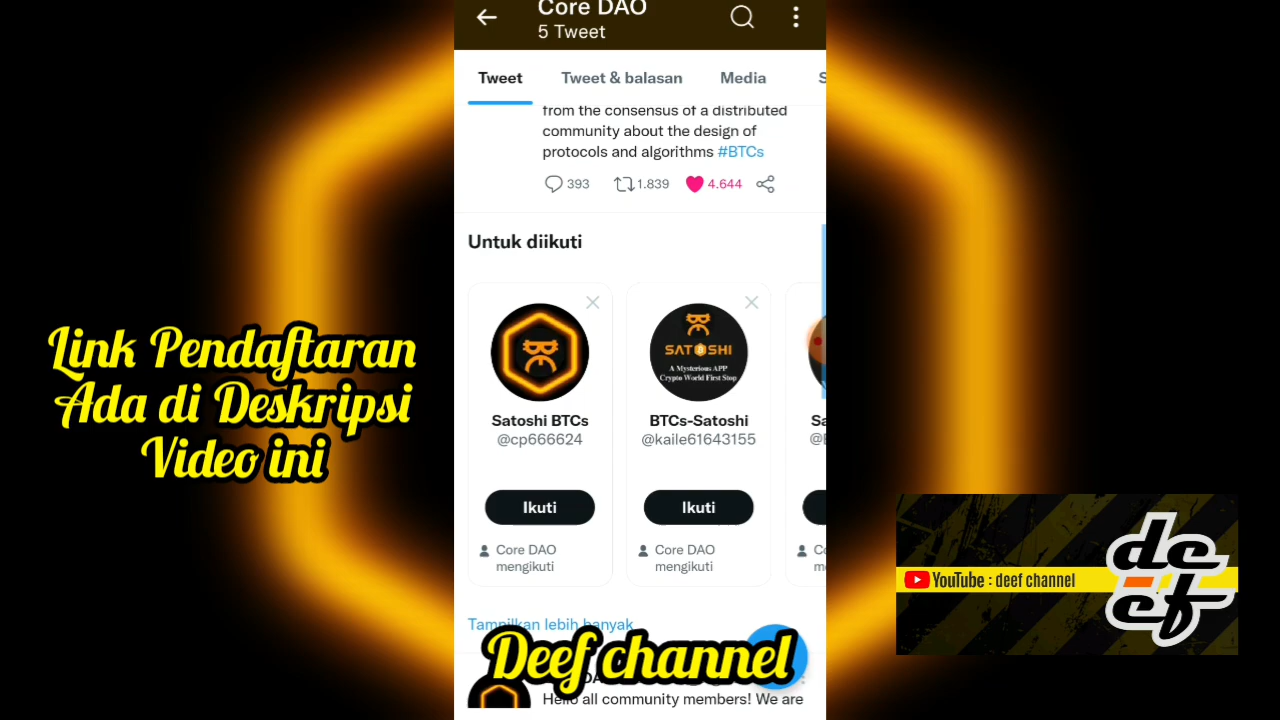 Core DAO
5 Tweet
Tweet
Tweet & balasan
Media
S
from the consensus of a distributed
community about the design of
protocols and algorithms #BTCs
393
1.839
4.644
Untuk diikuti
SATOSHI
A Mysterious APP
Crypto World First Stop
Satoshi BTCs
@cp666624
Ikuti
Core DAO
mengikuti
BTCs-Satoshi
@kaile61643155
Ikuti
Core DAO
mengikuti
Sa
Tampilkan lebih banyak
Hello all community members! We are
Link Pendaftaran
Ada di Deskripsi
Video ini
Deef channel
YouTube : deef channel
de
ef